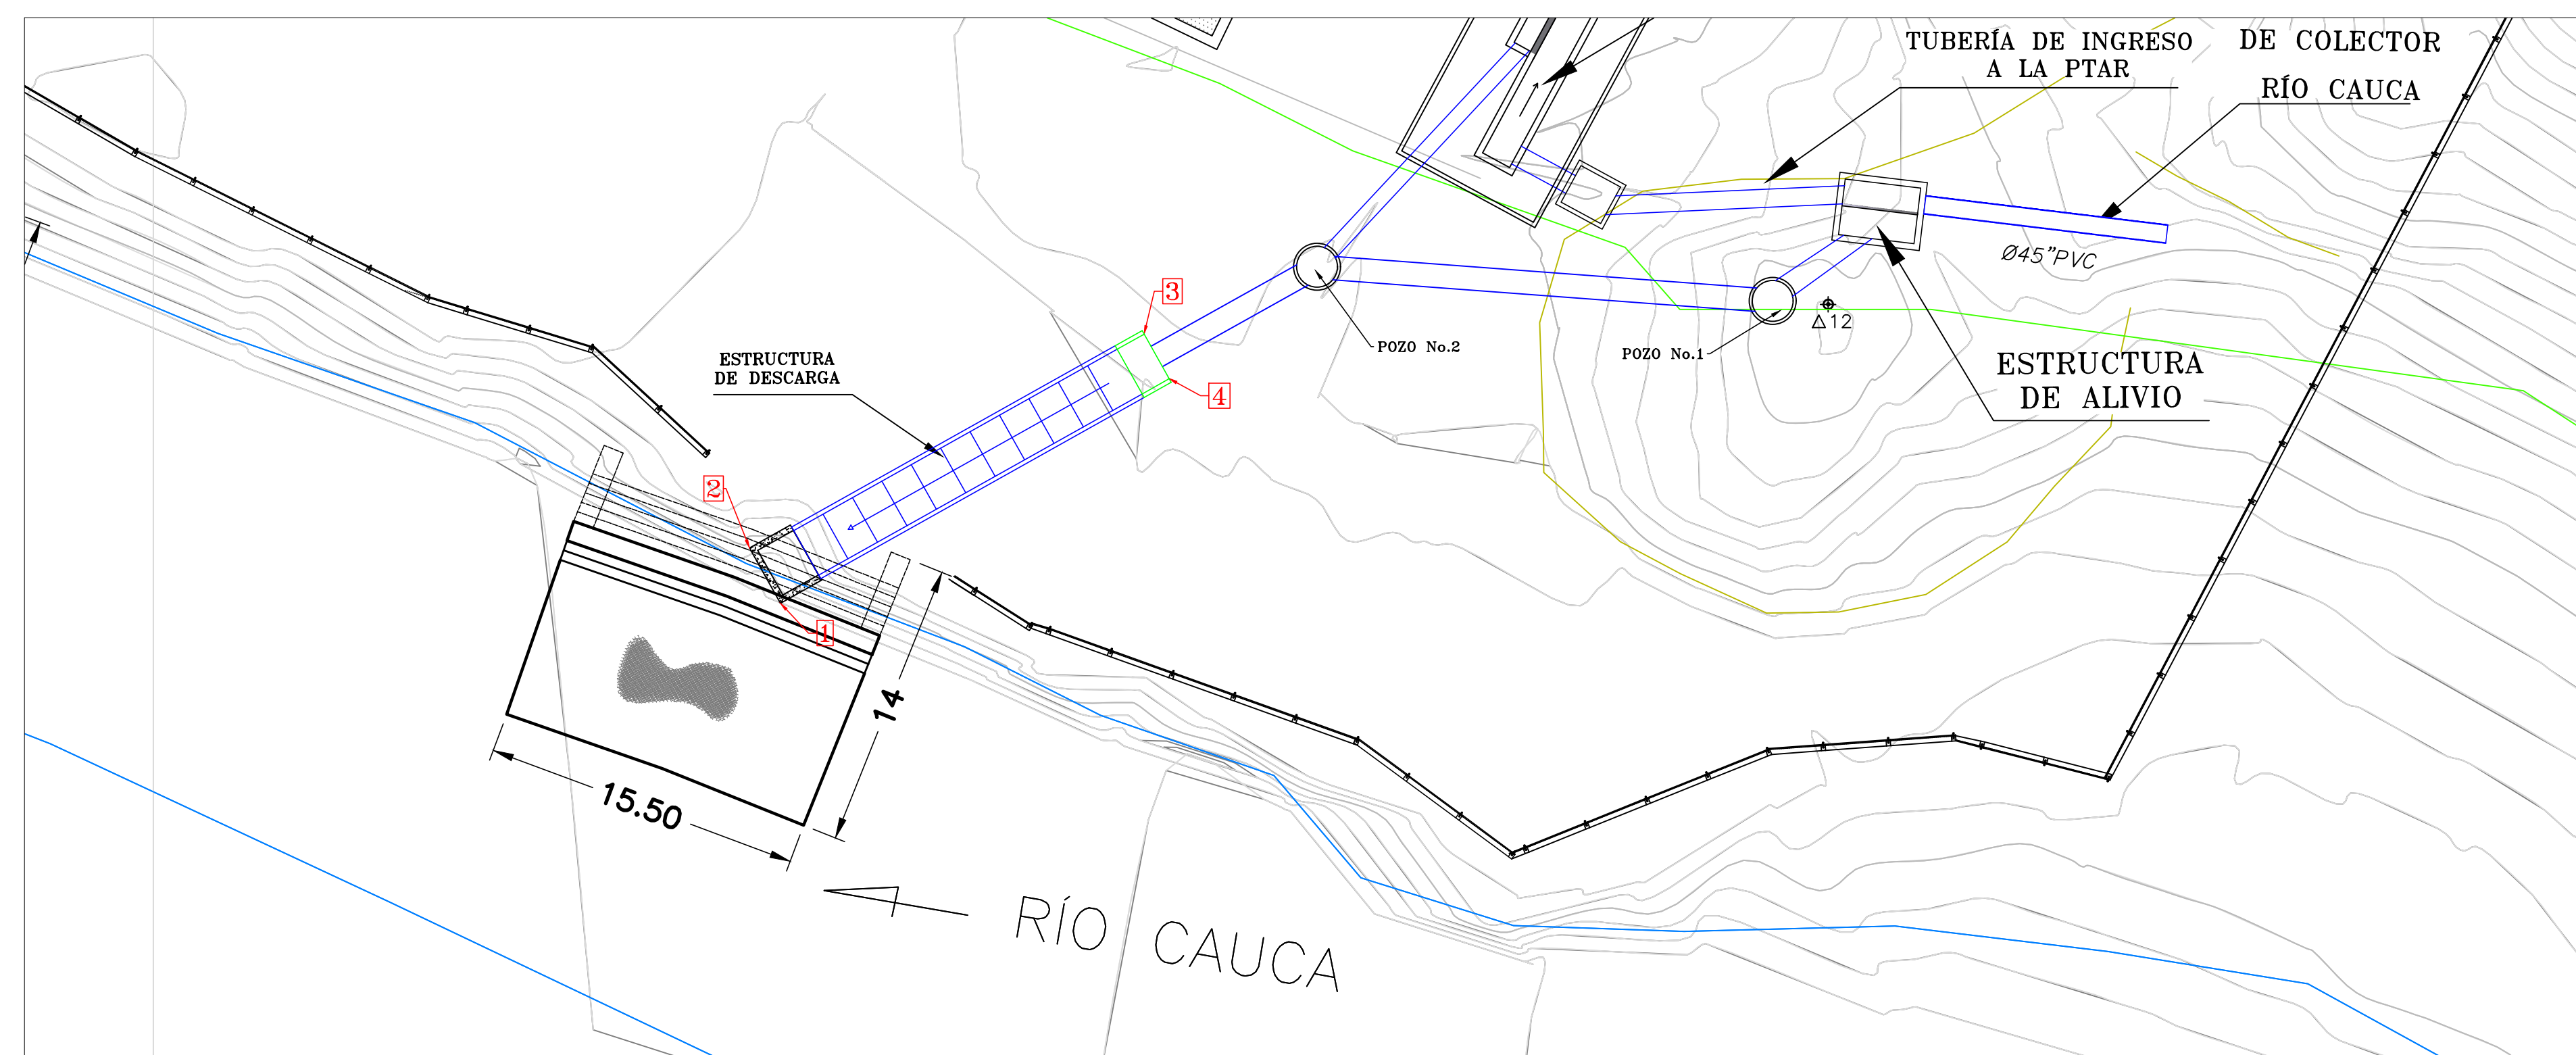 TUBERÍA DE INGRESO
A LA PTAR
DE COLECTOR
RÍO CAUCA
Ø45"PVC
3
POZO No.2
POZO No.1
△12
ESTRUCTURA
DE DESCARGA
ESTRUCTURA
DE ALIVIO
4
2
1
14
15.50
RÍO CAUCA